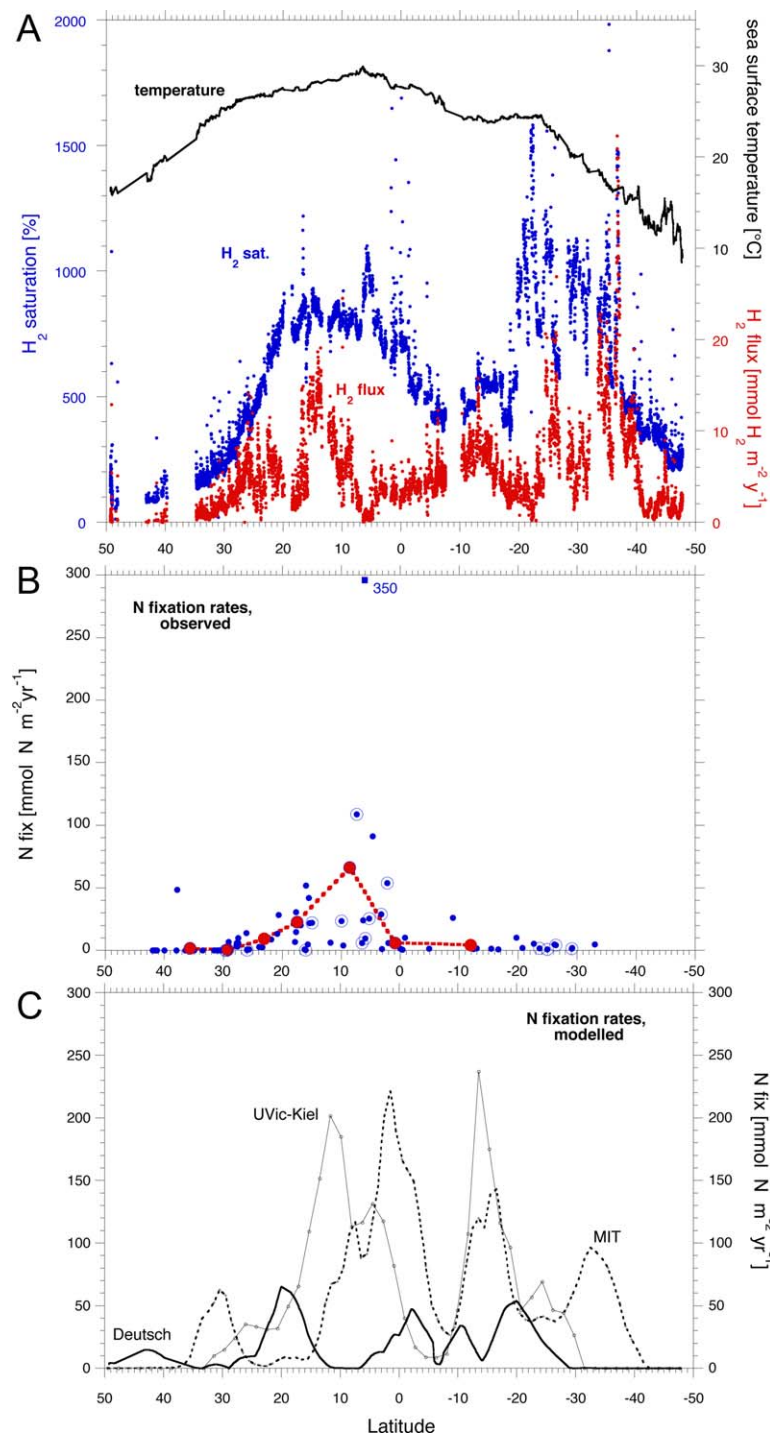 A
2000
1500
1000
500
0
H2 saturation [%]
temperature
H2 sat.
H2 flux
30
20
10
sea surface temperature [°C]
20
10
0
H2 flux [mmol H2 m-2 y-1]
50 40 30 20 10 0 -10 -20 -30 -40 -50
B
300
250
200
150
100
50
0
N fix [mmol N m-2yr-1]
N fixation rates,
observed
350
50 40 30 20 10 0 -10 -20 -30 -40 -50
C
300
250
200
150
100
50
0
N fix [mmol N m-2yr-1]
N fixation rates,
modelled
UVic-Kiel
MIT
Deutsch
300
250
200
150
100
50
0
N fix [mmol N m-2yr-1]
50 40 30 20 10 0 -10 -20 -30 -40 -50
Latitude